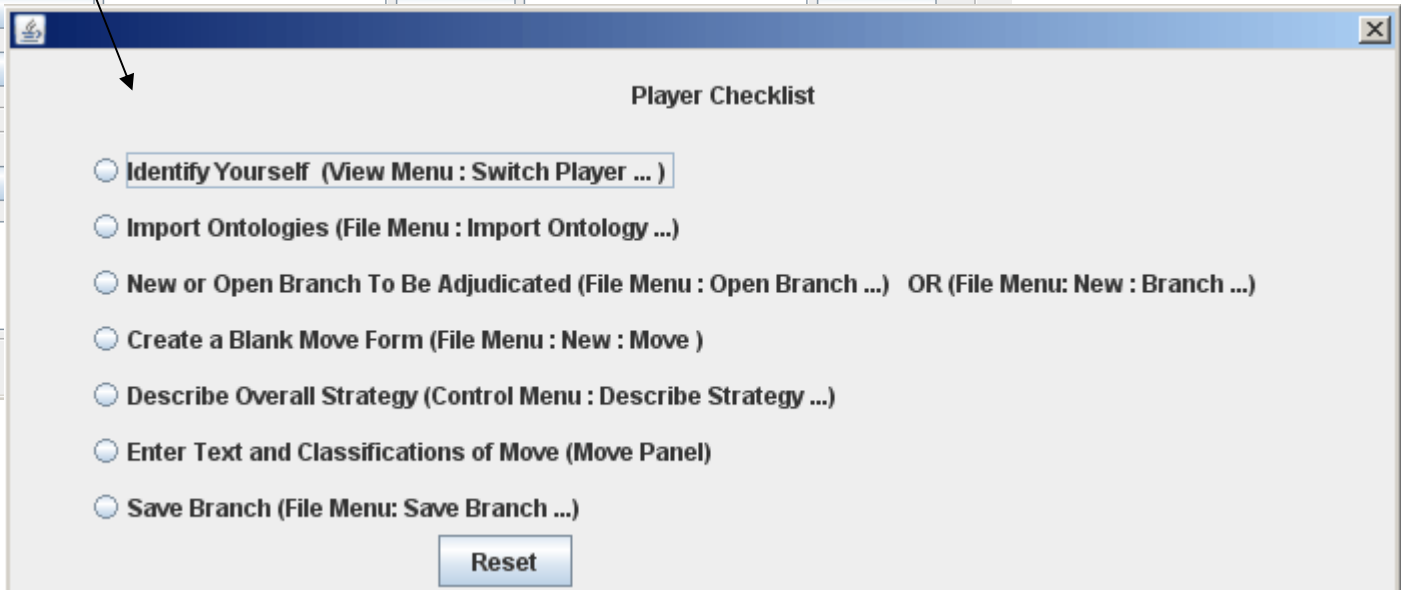 Player Checklist
Identify Yourself  (View Menu : Switch Player ... )
Import Ontologies (File Menu : Import Ontology ...)
New or Open Branch To Be Adjudicated (File Menu : Open Branch ...)   OR (File Menu: New : Branch ...)
Create a Blank Move Form (File Menu : New : Move )
Describe Overall Strategy (Control Menu : Describe Strategy ...)
Enter Text and Classifications of Move (Move Panel)
Save Branch (File Menu: Save Branch ...)
Reset